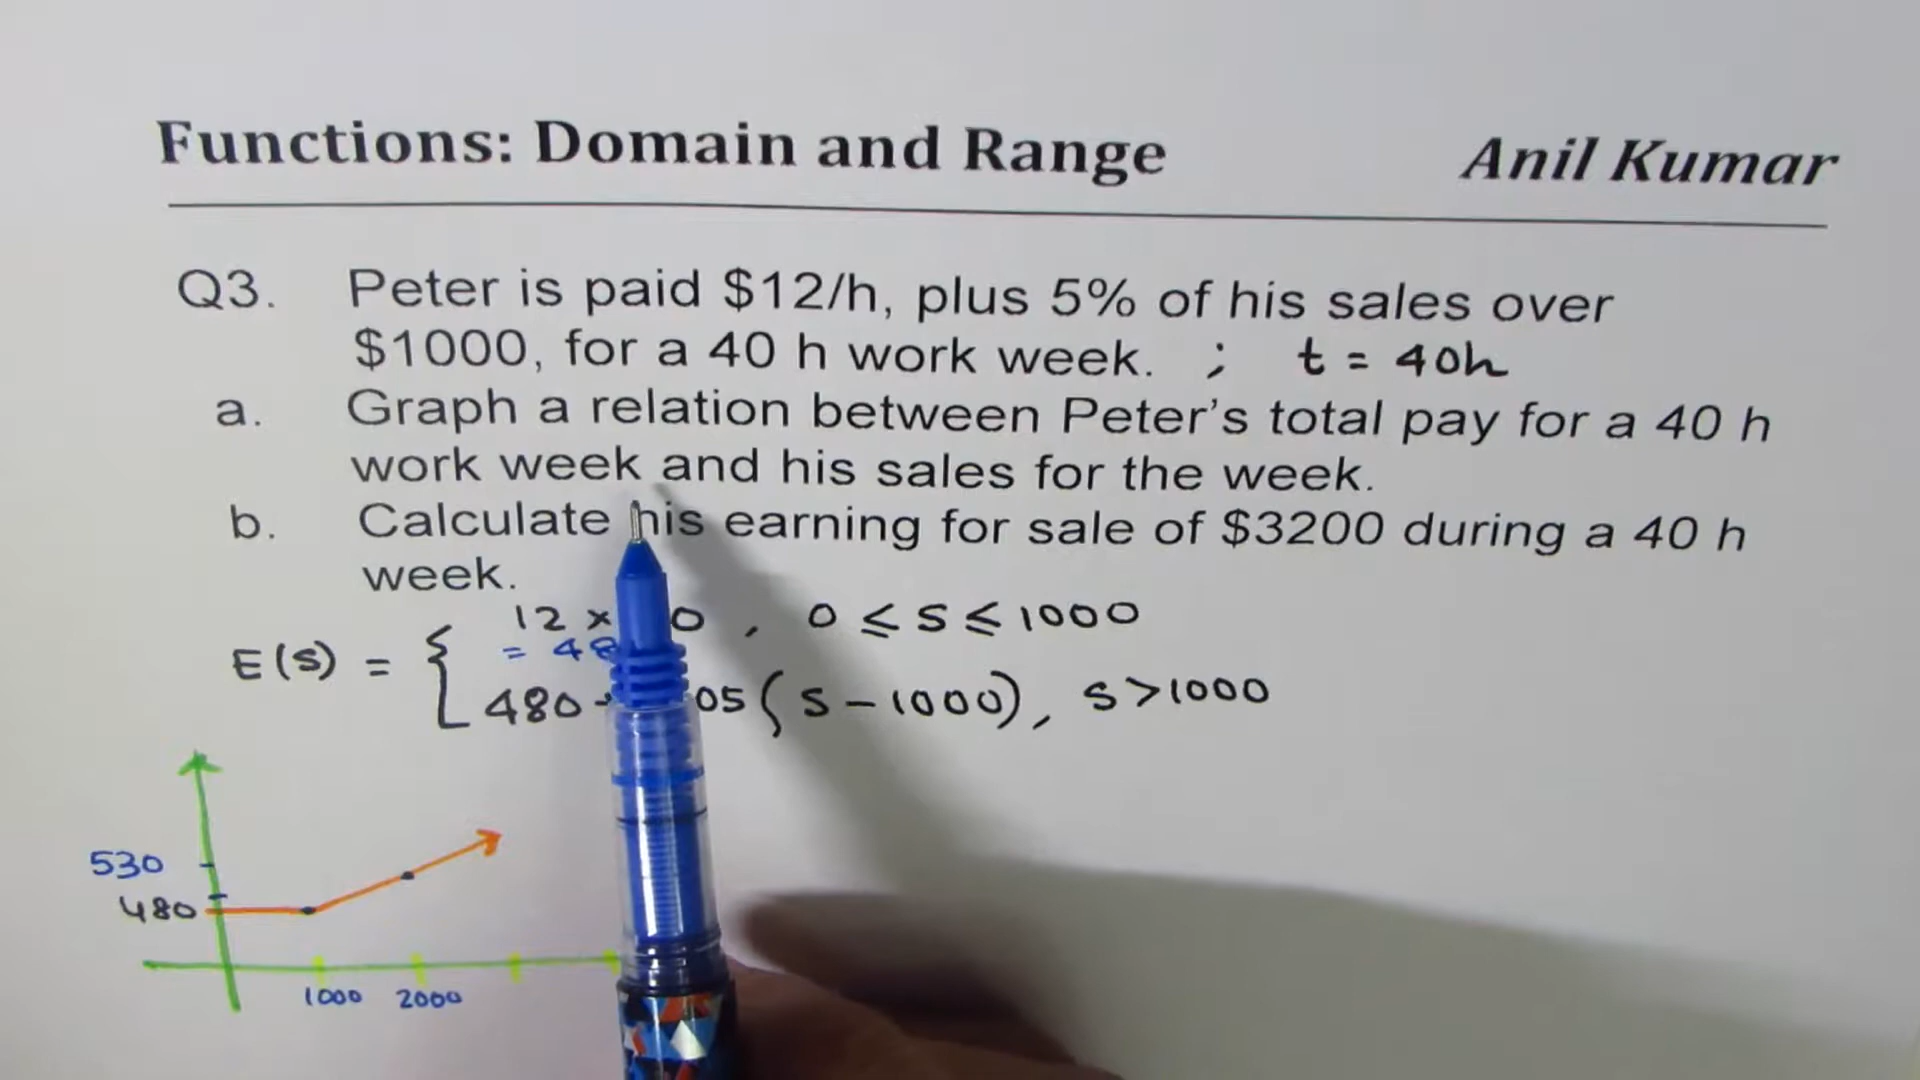 Functions: Domain and Range Anil Kumar
Q3. Peter is paid $12/h, plus 5% of his sales over
$1000, for a 40 h work week. ; t = 40h
a. Graph a relation between Peter's total pay for a 40 h
work week and his sales for the week.
b. Calculate his earning for sale of $3200 during a 40 h
week.
12 × 0 , 0 ≤ S ≤ 1000
E(S) = {
= 48
480 05(S-1000), S>1000
530
480
1000 2000